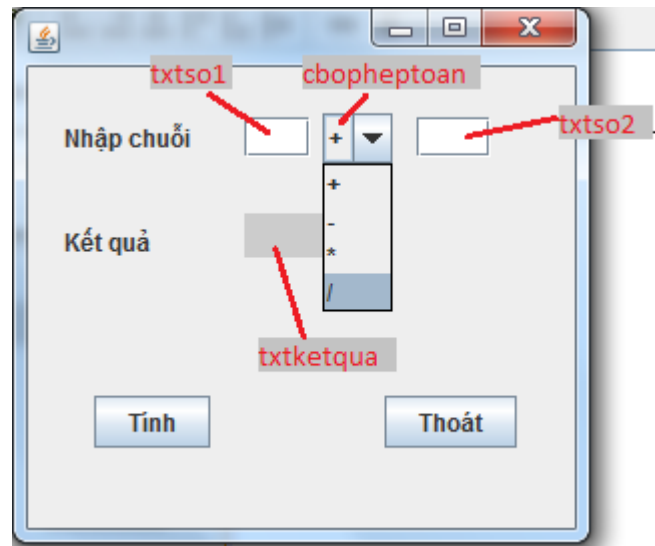 txtso1 cbopheptoan
Nhập chuỗi + txtso2
+
-
*
/
Kết quả
txtketqua
Tính Thoát